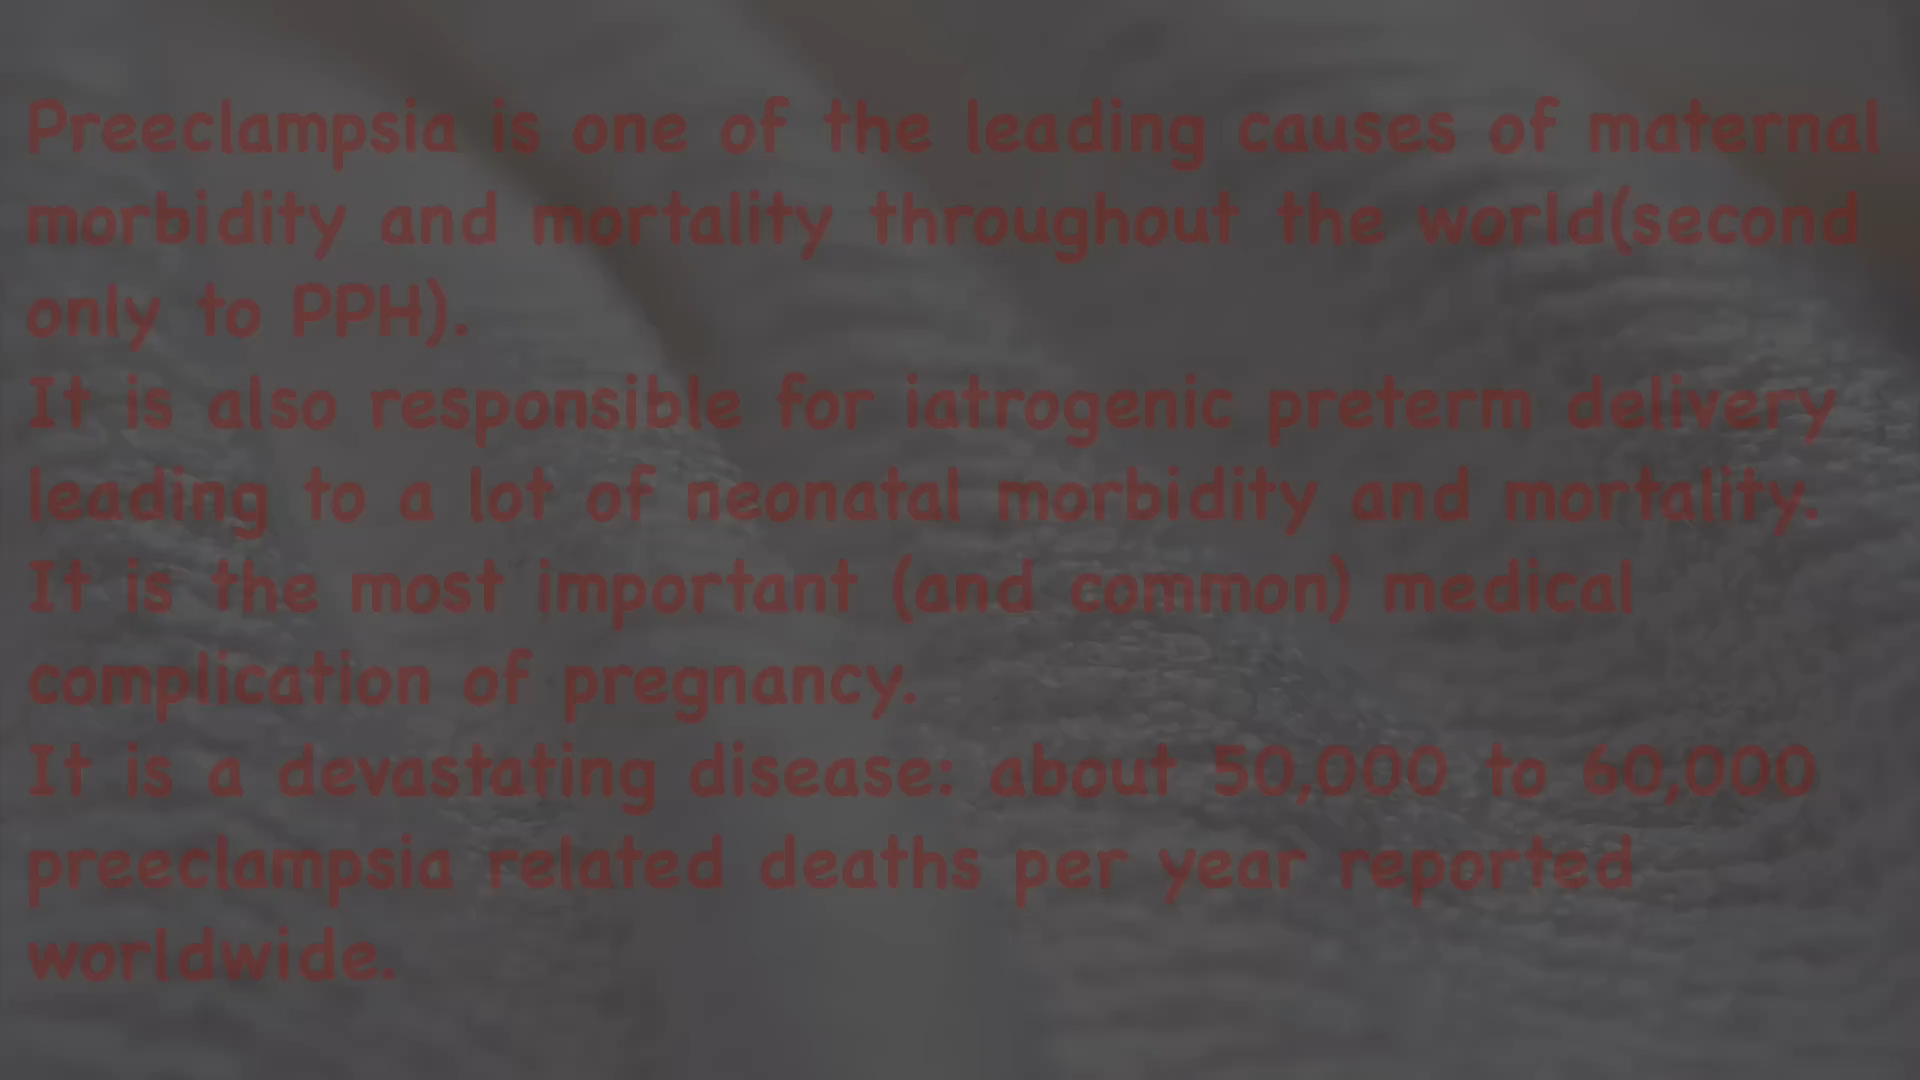 Preeclampsia is one of the leading causes of maternal
morbidity and mortality throughout the world(second
only to PPH).
It is also responsible for iatrogenic preterm delivery
leading to a lot of neonatal morbidity and mortality.
It is the most important (and common) medical
complication of pregnancy.
It is a devastating disease: about 50,000 to 60,000
preeclampsia related deaths per year reported
worldwide.